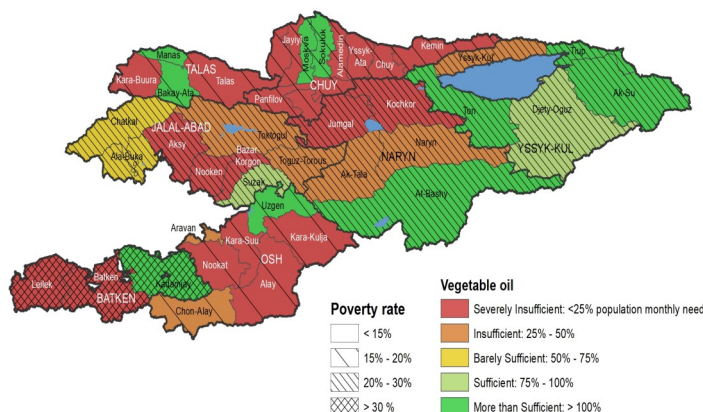 Manas
TALAS
Kara-Buura
Talas
Bakay-Ata
Jayiyl
Moskva
Sokuluk
Alamedin
Yssyk-
Ata
Chuy
Kemin
CHUY
Panfilov
Yssyk-Kul
Tiup
Ak-Su
Ton
Djety-Oguz
YSSYK-KUL
Chatkal
JALAL-ABAD
Ala-Buka
Aksy
Toktogul
Bazar-
Korgon
Toguz-Torous
Nooken
Suzak
Uzgen
Jumgal
Kochkor
Naryn
NARYN
Ak-Tala
At-Bashy
Aravan
Kara-Suu
Kara-Kulja
OSH
Nookat
Alay
Chon-Alay
Leilek
Batken
BATKEN
Kadamjay
Poverty rate
< 15%
15% - 20%
20% - 30%
> 30 %
Vegetable oil
Severely Insufficient: <25% population monthly need
Insufficient: 25% - 50%
Barely Sufficient: 50% - 75%
Sufficient: 75% - 100%
More than Sufficient: > 100%